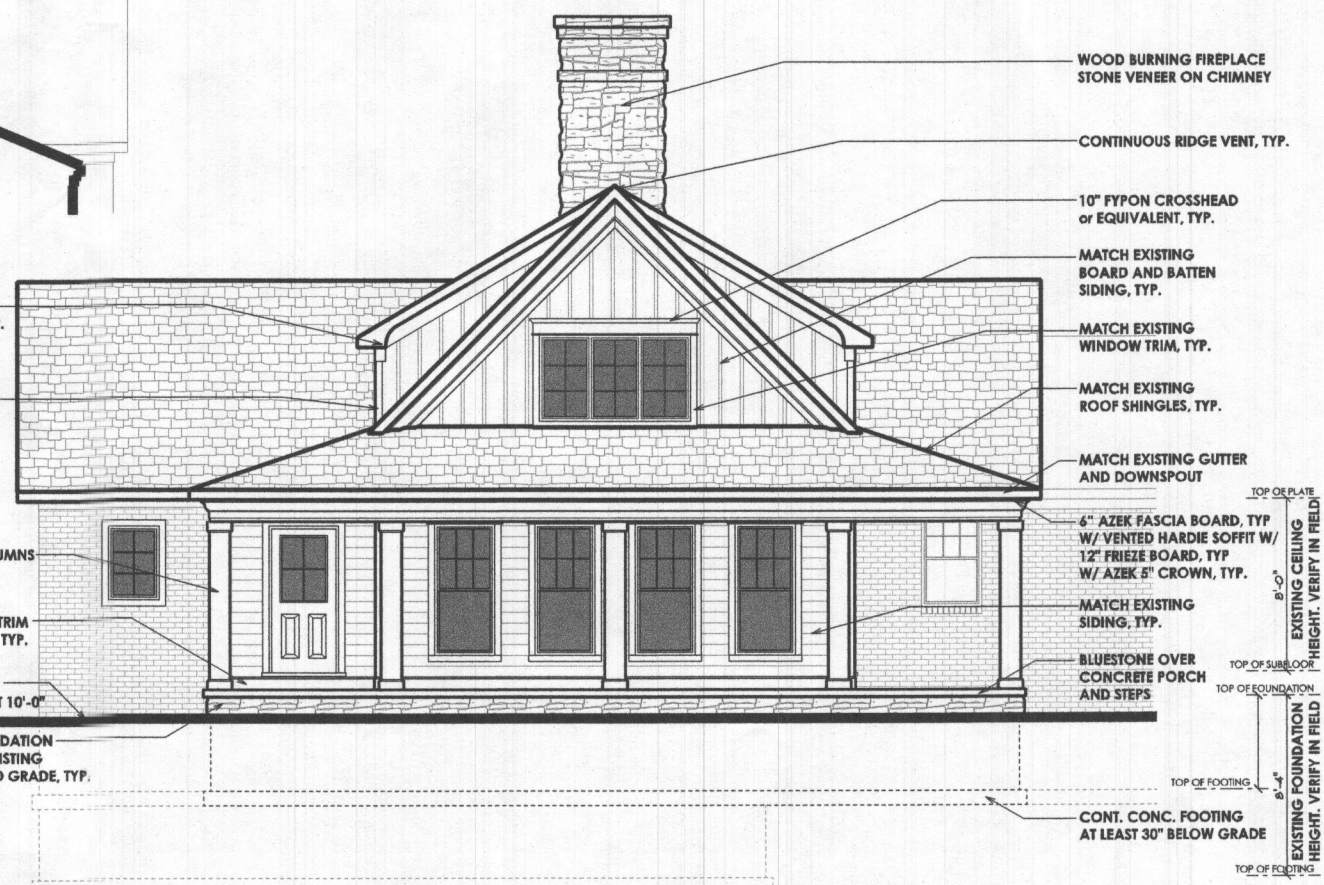 WOOD BURNING FIREPLACE
STONE VENEER ON CHIMNEY
CONTINUOUS RIDGE VENT, TYP.
10" FYPON CROSSHEAD
or EQUIVALENT, TYP.
MATCH EXISTING
BOARD AND BATTEN
SIDING, TYP.
MATCH EXISTING
WINDOW TRIM, TYP.
MATCH EXISTING
ROOF SHINGLES, TYP.
MATCH EXISTING GUTTER
AND DOWNSPOUT
6" AZEK FASCIA BOARD, TYP
W/ VENTED HARDIE SOFFIT W/
12" FRIEZE BOARD, TYP
W/ AZEK 5" CROWN, TYP.
MATCH EXISTING
SIDING, TYP.
BLUESTONE OVER
CONCRETE PORCH
AND STEPS
CONT. CONC. FOOTING
AT LEAST 30" BELOW GRADE
TOP OF PLATE
8'-0"
EXISTING CEILING
HEIGHT. VERIFY IN FIELD
TOP OF SUBFLOOR
TOP OF FOUNDATION
TOP OF FOOTING
8'-4"
EXISTING FOUNDATION
HEIGHT. VERIFY IN FIELD
TOP OF FOOTING
UMNS
TRIM
TYP.
T 10'-0"
DATION
ISTING
D GRADE, TYP.